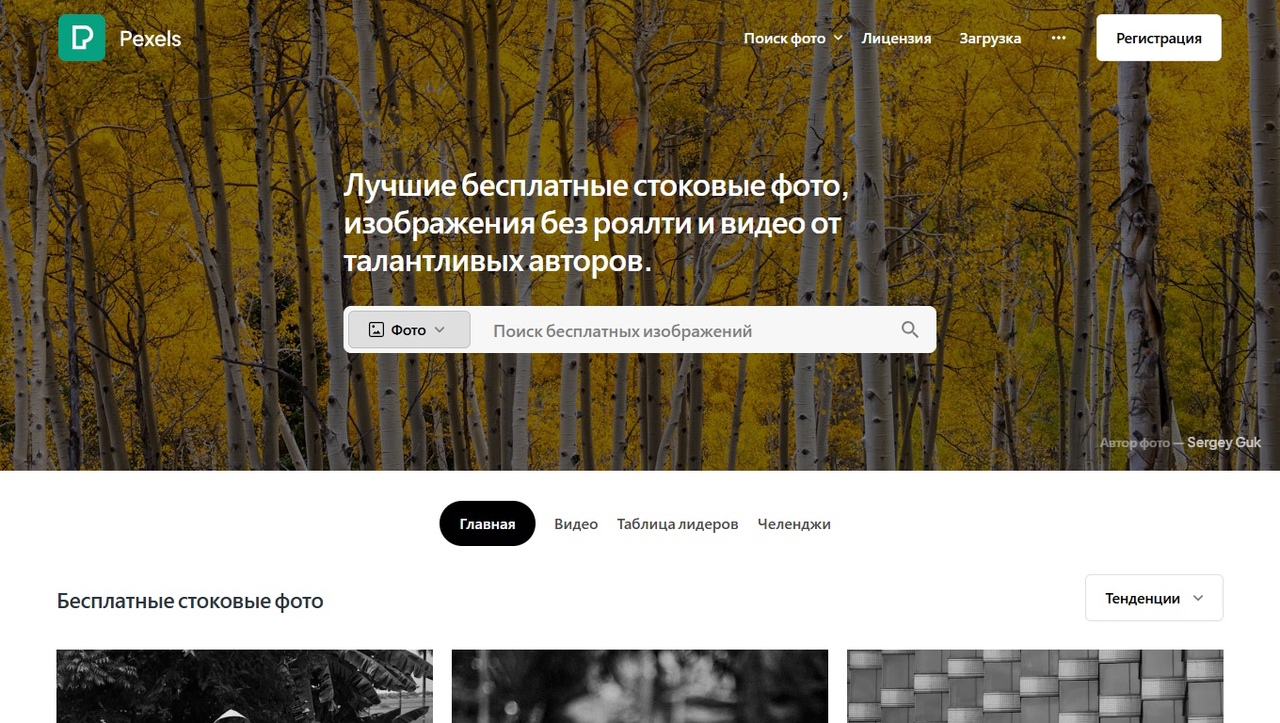 Pexels
Поиск фото
Лицензия
Загрузка
Регистрация
Лучшие бесплатные стоковые фото,
изображения без роялти и видео от
талантливых авторов.
Фото
Поиск бесплатных изображений
Автор фото — Sergey Guk
Главная
Видео
Таблица лидеров
Челенджи
Бесплатные стоковые фото
Тенденции